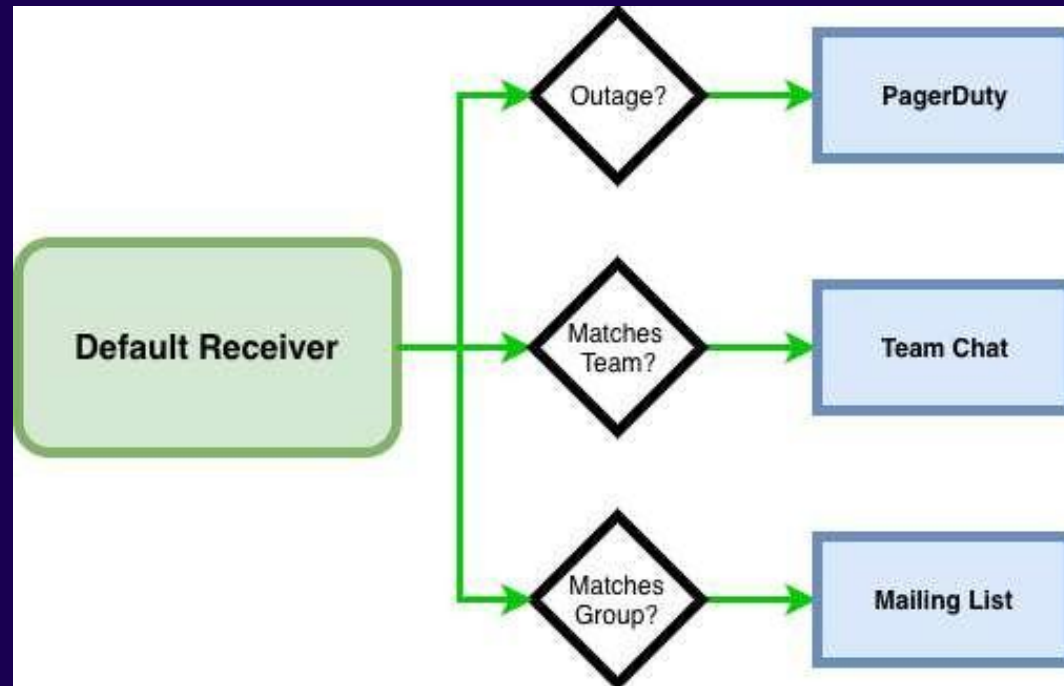 Outage?
PagerDuty
Default Receiver
Matches
Team?
Team Chat
Matches
Group?
Mailing List